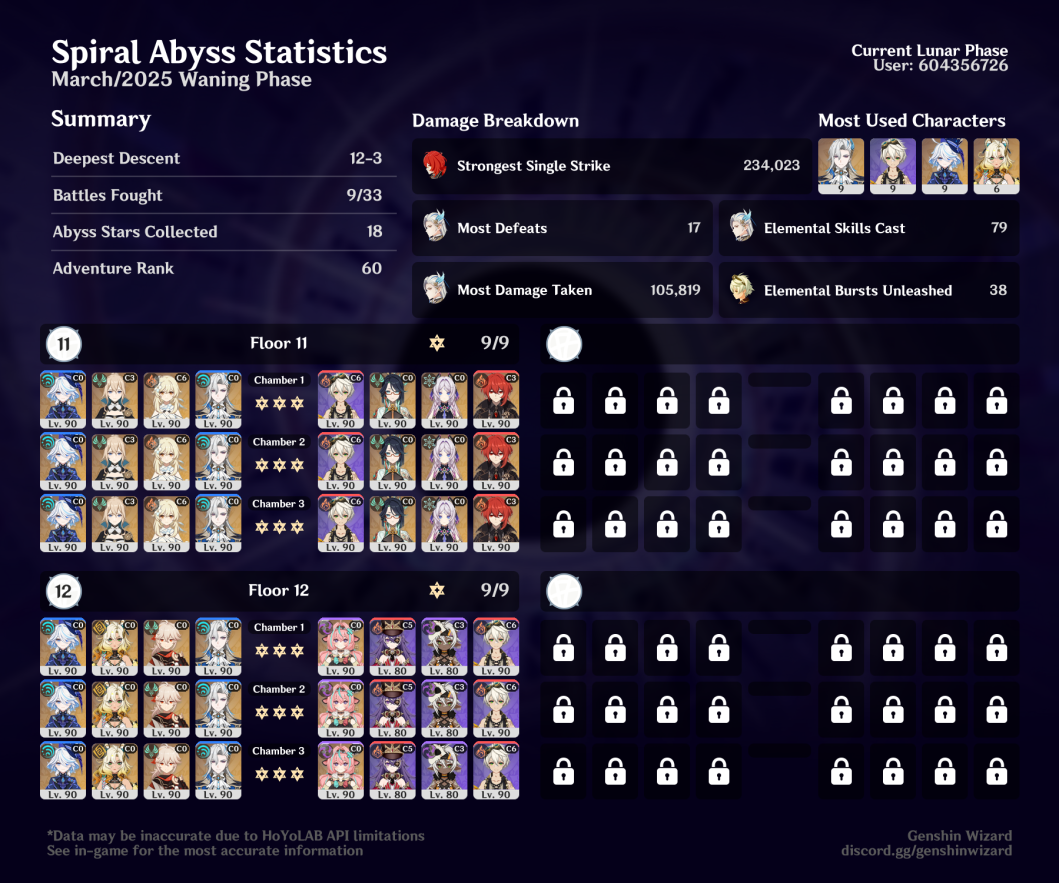 Spiral Abyss Statistics
March/2025 Waning Phase
Current Lunar Phase
User: 604356726
Summary
Deepest Descent 12-3
Battles Fought 9/33
Abyss Stars Collected 18
Adventure Rank 60
Damage Breakdown
Strongest Single Strike 234,023
Most Defeats 17
Elemental Skills Cast 79
Most Damage Taken 105,819
Elemental Bursts Unleashed 38
Most Used Characters
9 9 9 6
11 Floor 11 9/9
C0 C3 C6 C0 Chamber 1 C6 C0 C0 C3
Lv. 90 Lv. 90 Lv. 90 Lv. 90 Lv. 90 Lv. 90 Lv. 90 Lv. 90
C0 C3 C6 C0 Chamber 2 C6 C0 C0 C3
Lv. 90 Lv. 90 Lv. 90 Lv. 90 Lv. 90 Lv. 90 Lv. 90 Lv. 90
C0 C3 C6 C0 Chamber 3 C6 C0 C0 C3
Lv. 90 Lv. 90 Lv. 90 Lv. 90 Lv. 90 Lv. 90 Lv. 90 Lv. 90
12 Floor 12 9/9
C0 C0 C0 C0 Chamber 1 C0 C5 C3 C6
Lv. 90 Lv. 90 Lv. 90 Lv. 90 Lv. 90 Lv. 80 Lv. 80 Lv. 90
C0 C0 C0 C0 Chamber 2 C0 C5 C3 C6
Lv. 90 Lv. 90 Lv. 90 Lv. 90 Lv. 90 Lv. 80 Lv. 80 Lv. 90
C0 C0 C0 C0 Chamber 3 C0 C5 C3 C6
Lv. 90 Lv. 90 Lv. 90 Lv. 90 Lv. 90 Lv. 80 Lv. 80 Lv. 90
*Data may be inaccurate due to HoYoLAB API limitations
See in-game for the most accurate information
Genshin Wizard
discord.gg/genshinwizard